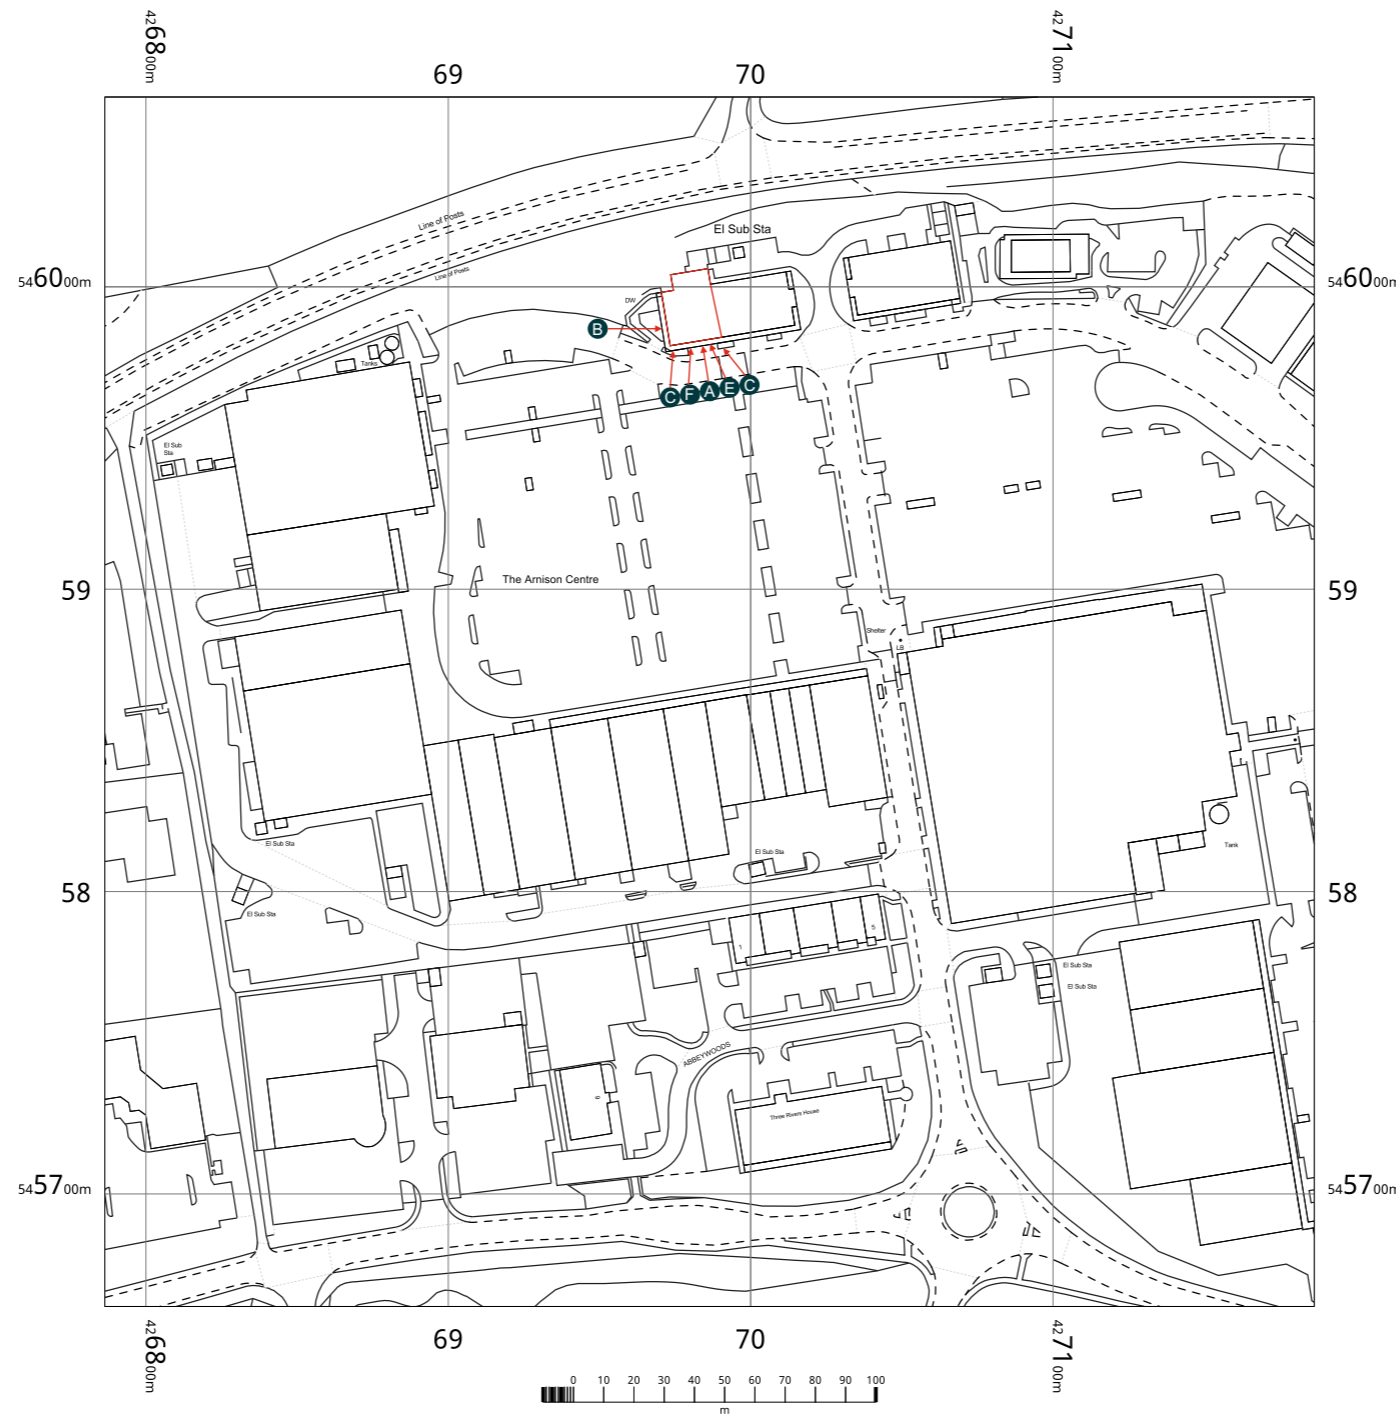 4268 00m
69
70
4271 00m
Line of Posts
El Sub Sta
Line of Posts
5460 00m
5460 00m
DW
B
Tanks
C F A E C
El Sub
Sta
The Arnison Centre
59
59
Shelter
LB
El Sub Sta
Tank
El Sub Sta
58
58
El Sub Sta
1
5
El Sub Sta
El Sub Sta
ABBEYWOODS
9
Three Rivers House
5457 00m
5457 00m
4268 00m
69
70
4271 00m
0 10 20 30 40 50 60 70 80 90 100
m